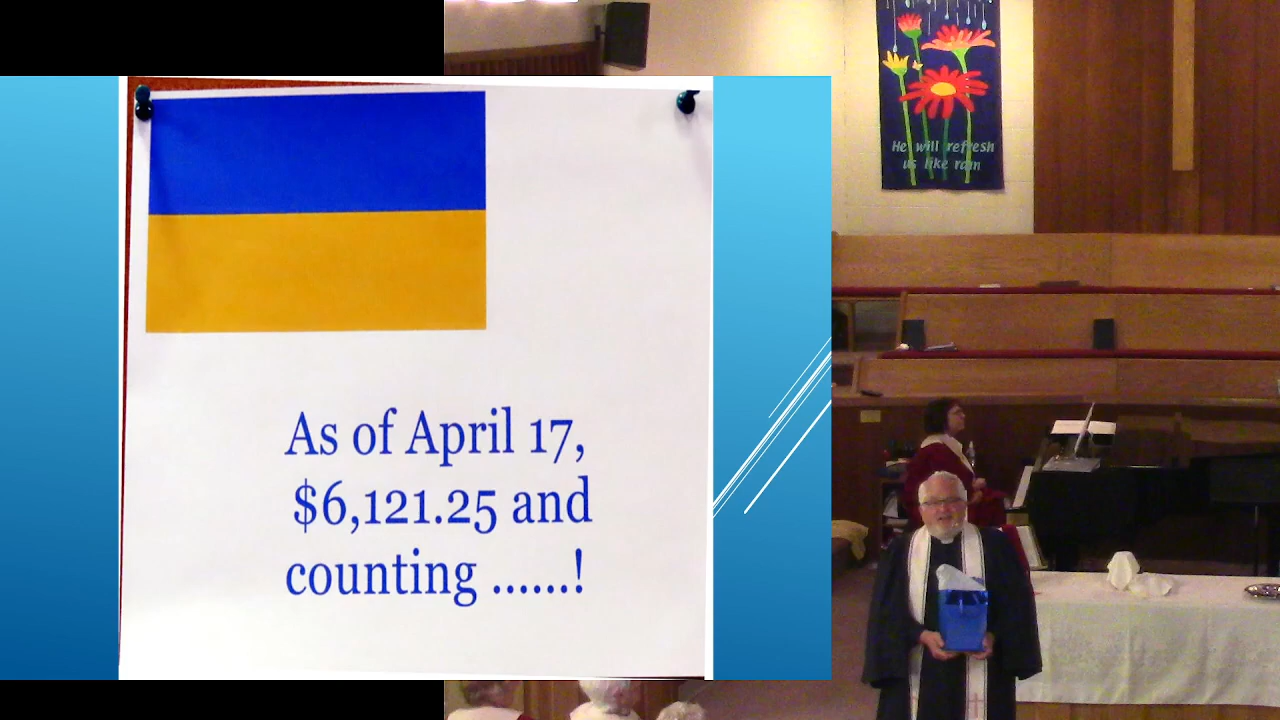 As of April 17,
$6,121.25 and
counting ......!
He will refresh
us like rain